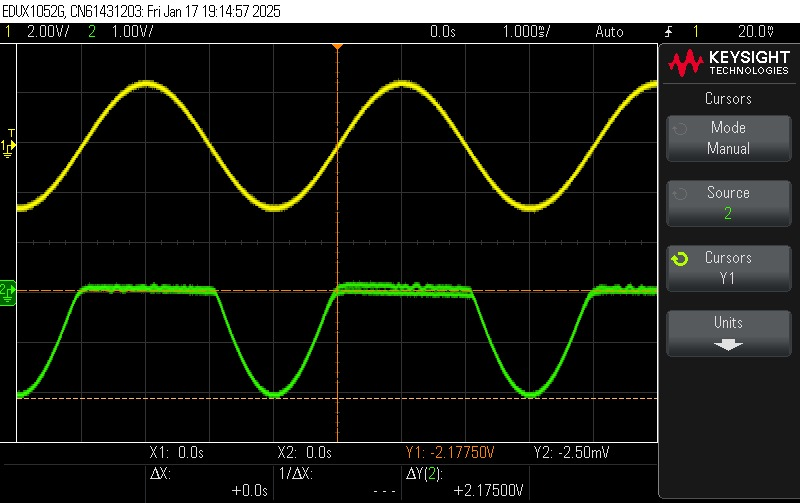 EDUX1052G, CN61431203: Fri Jan 17 19:14:57 2025
1 2.00V/ 2 1.00V/ 0.0s 1.000ms/ Auto 1 20.0mV
KEYSIGHT
TECHNOLOGIES
Cursors
Mode
Manual
Source
2
Cursors
Y1
Units
T
1
2
X1: 0.0s X2: 0.0s Y1: -2.17750V Y2: -2.50mV
ΔX: 1/ΔX: ΔY(2):
+0.0s --- +2.17500V